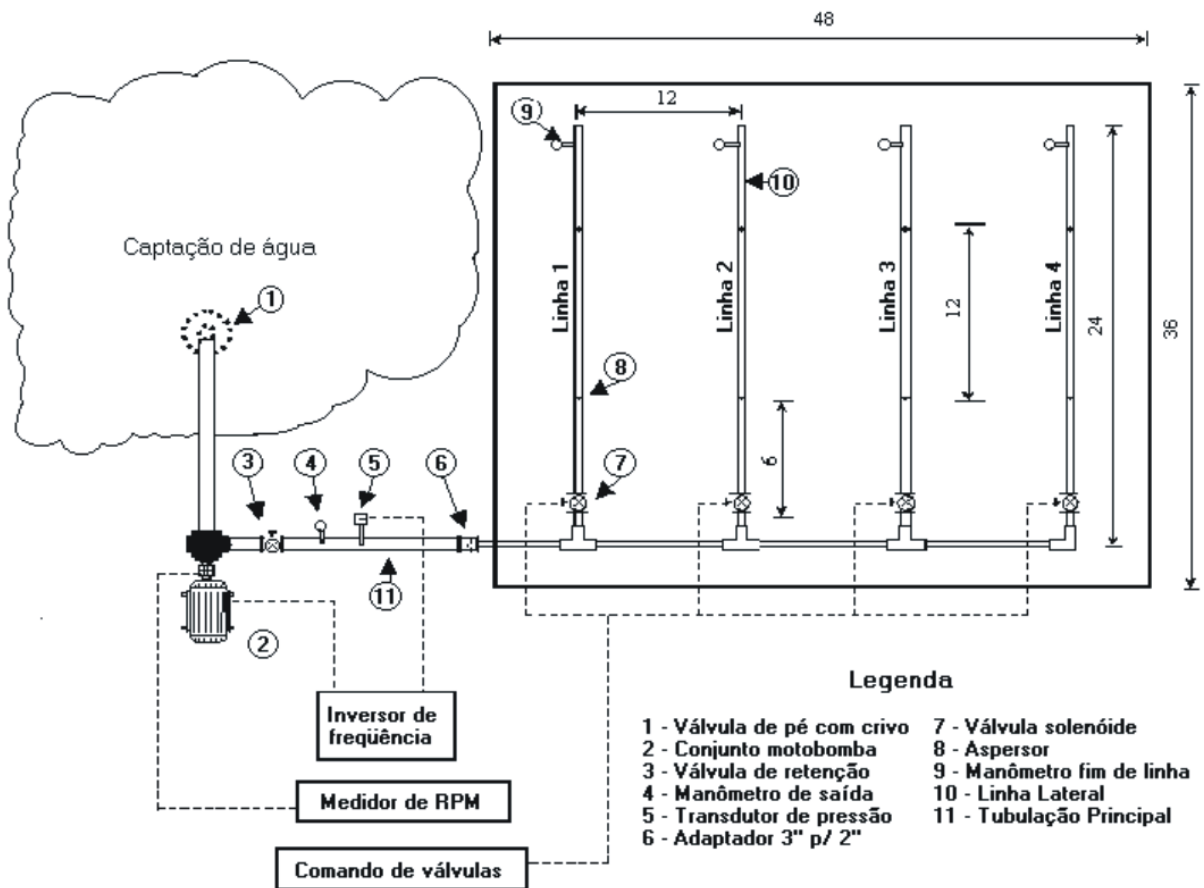 48
12
9
10
Captação de água
1
Linha 1
Linha 2
Linha 3
Linha 4
12
24
36
8
6
3
4
5
6
7
11
2
Inversor de
freqüência
Medidor de RPM
Comando de válvulas
Legenda
1 - Válvula de pé com crivo
2 - Conjunto motobomba
3 - Válvula de retenção
4 - Manômetro de saída
5 - Transdutor de pressão
6 - Adaptador 3" p/ 2"
7 - Válvula solenóide
8 - Aspersor
9 - Manômetro fim de linha
10 - Linha Lateral
11 - Tubulação Principal